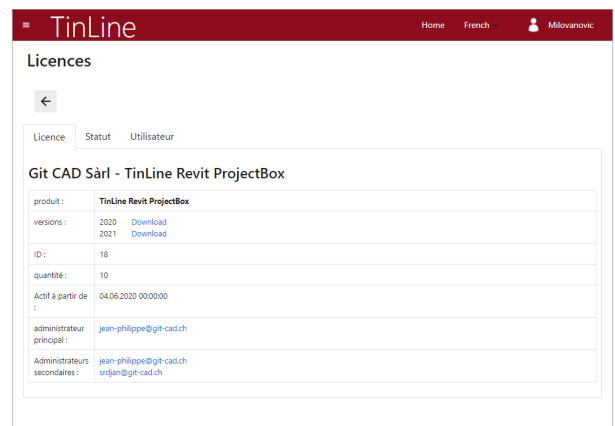 TinLine
Home French Milovanovic
Licences
Licence Statut Utilisateur
Git CAD Sàrl - TinLine Revit ProjectBox
produit : TinLine Revit ProjectBox
versions : 2020 Download
2021 Download
ID : 18
quantité : 10
Actif à partir de 04.06.2020 00:00:00
:
administrateur jean-philippe@git-cad.ch
principal :
Administrateurs jean-philippe@git-cad.ch
secondaires : srdjan@git-cad.ch